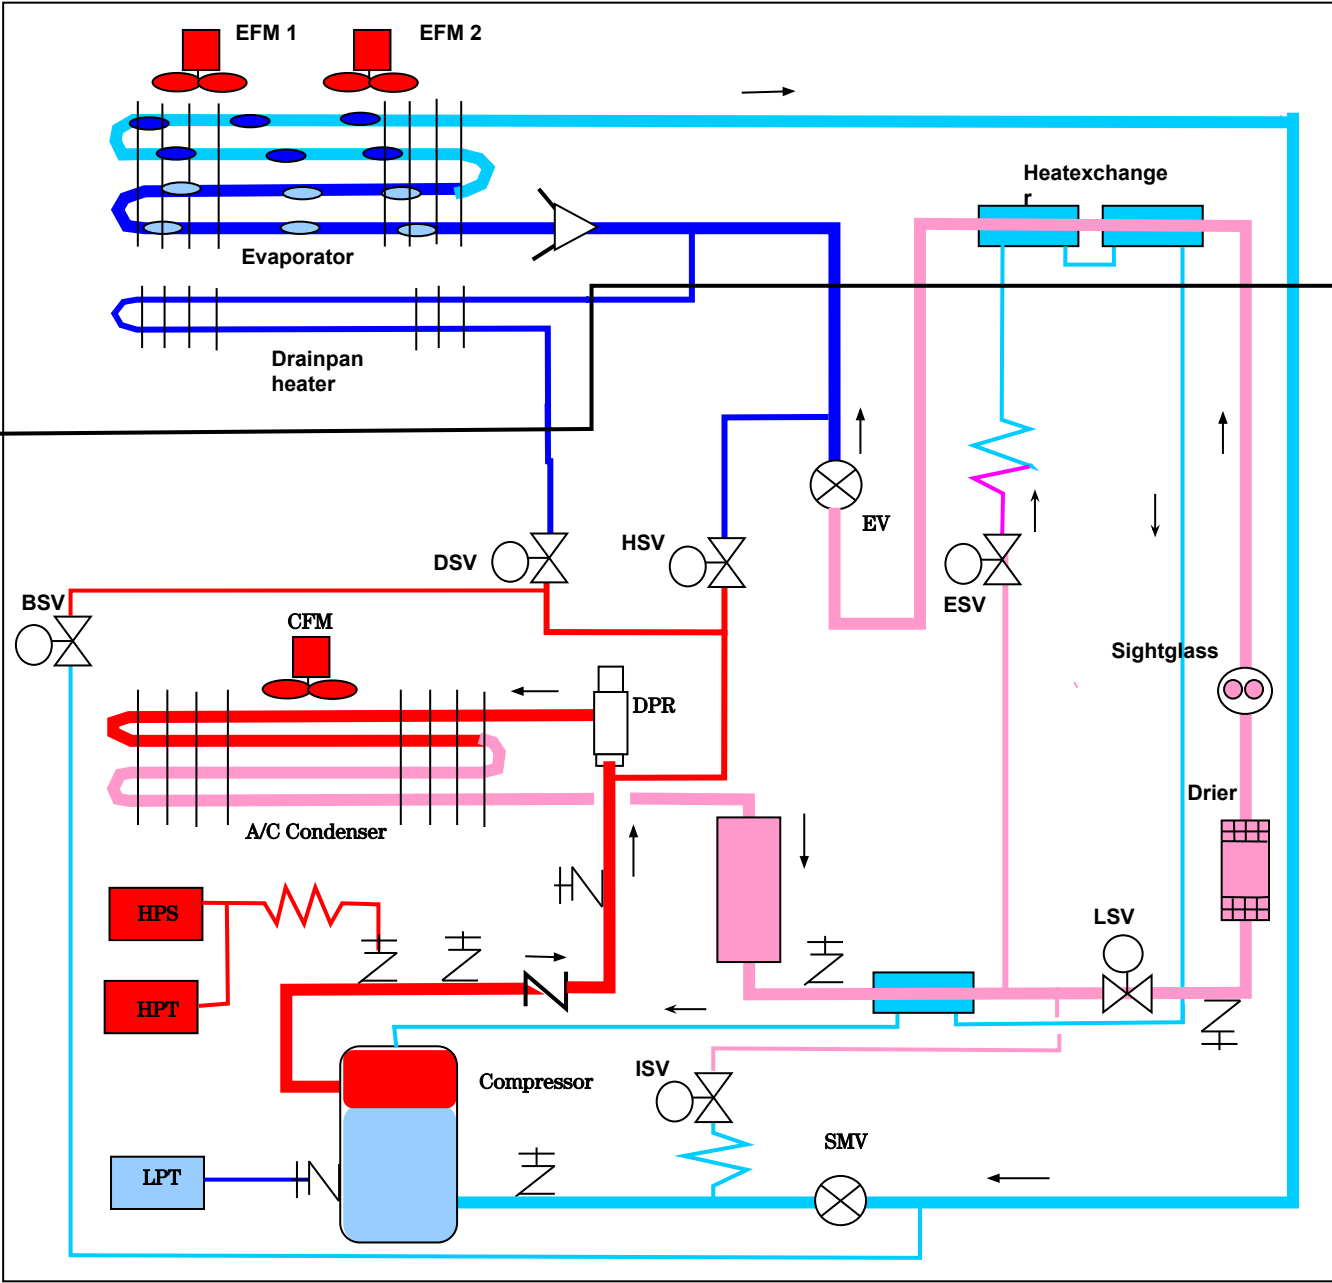 EFM 1
EFM 2
Heatexchange
r
Evaporator
Drainpan
heater
EV
DSV
HSV
ESV
BSV
CFM
Sightglass
DPR
Drier
A/C Condenser
HPS
LSV
HPT
ISV
Compressor
SMV
LPT